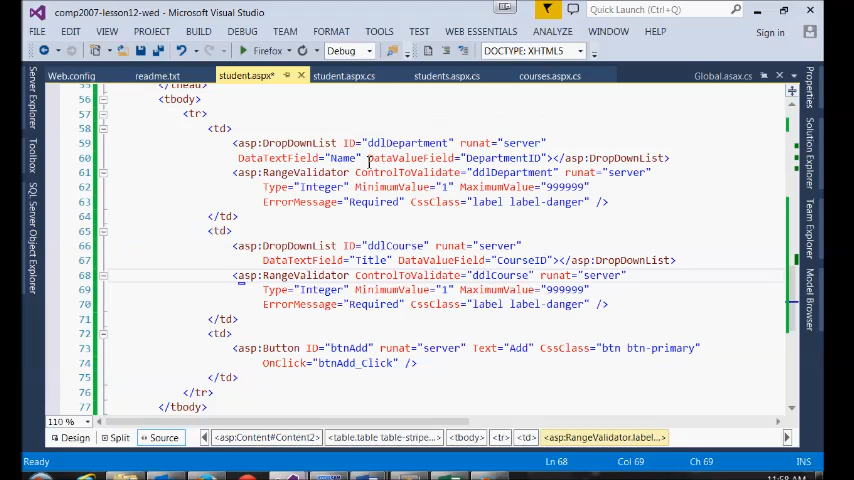 comp2007-lesson12-wed - Microsoft Visual Studio
Quick Launch (Ctrl+Q)
FILE EDIT VIEW PROJECT BUILD DEBUG TEAM TOOLS TEST WEB ESSENTIALS ANALYZE WINDOW HELP Sign in
Firefox Debug DOCTYPE: XHTML5
Web.config readme.txt student.aspx* student.aspx.cs students.aspx.cs courses.aspx.cs Global.asax.cs
Server Explorer
Toolbox
SQL Server Object Explorer
55 </thead>
56 <tbody>
57 <tr>
58 <td>
59 <asp:DropDownList ID="ddlDepartment" runat="server"
60 DataTextField="Name" DataValueField="DepartmentID"></asp:DropDownList>
61 <asp:RangeValidator ControlToValidate="ddlDepartment" runat="server"
62 Type="Integer" MinimumValue="1" MaximumValue="999999"
63 ErrorMessage="Required" CssClass="label label-danger" />
64 </td>
65 <td>
66 <asp:DropDownList ID="ddlCourse" runat="server"
67 DataTextField="Title" DataValueField="CourseID"></asp:DropDownList>
68 <asp:RangeValidator ControlToValidate="ddlCourse" runat="server"
69 Type="Integer" MinimumValue="1" MaximumValue="999999"
70 ErrorMessage="Required" CssClass="label label-danger" />
71 </td>
72 <td>
73 <asp:Button ID="btnAdd" runat="server" Text="Add" CssClass="btn btn-primary"
74 OnClick="btnAdd_Click" />
75 </td>
76 </tr>
77 </tbody>
Properties
Solution Explorer
Team Explorer
Model Browser
110 %
Design Split Source <asp:Content#Content2> <table.table table-stripe...> <tbody> <tr> <td> <asp:RangeValidator.label...>
Ready Ln 68 Col 69 Ch 69 INS
11:58 AM